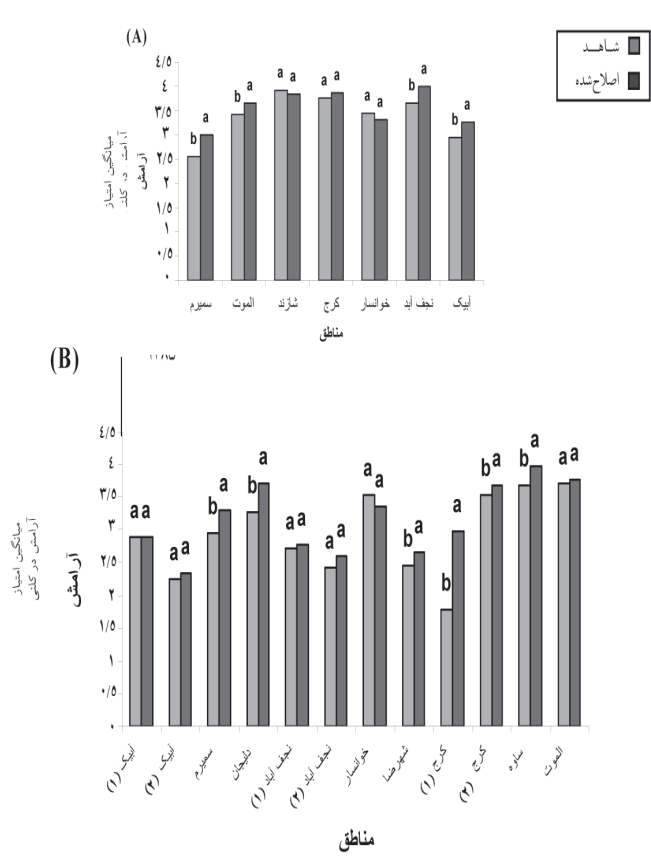 (A)
شاهد
اصلاح‌شده
میانگین امتیاز
آرامش
۴/۵
۴
۳/۵
۳
۲/۵
۲
۱/۵
۱
۰/۵
۰
b a
b a
a a
a a
a a
b a
b a
سمیرم الموت شازند کرج خوانسار نجف آباد آبیک
مناطق
(B)
میانگین امتیاز
آرامش در کلنی
آرامش
۴/۵
۴
۳/۵
۳
۲/۵
۲
۱/۵
۱
۰/۵
۰
a a
a a
b a
b a
a a
a a
a a
b a
b a
b a
b a
a a
آبیک (۱)
آبیک (۲)
سمیرم
دلیجان
نجف آباد (۱)
نجف آباد (۲)
خوانسار
شهرضا
کرج (۱)
کرج (۲)
ساوه
الموت
مناطق